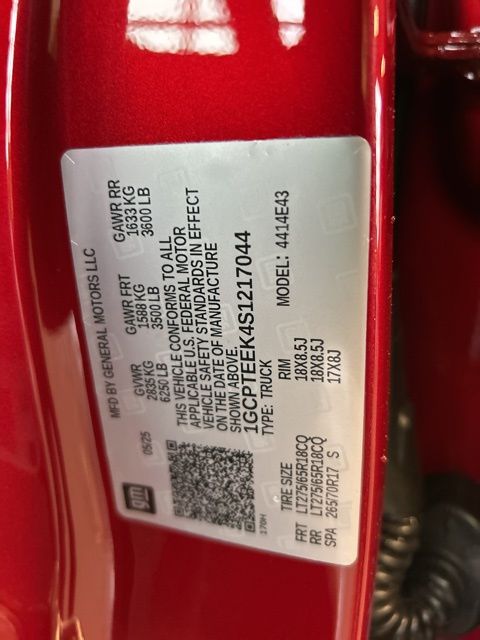 MFD BY GENERAL MOTORS LLC
gm
05/25
GVWR GAWR FRT GAWR RR
2835 KG 1588 KG 1633 KG
6250 LB 3500 LB 3600 LB
THIS VEHICLE CONFORMS TO ALL
APPLICABLE U.S. FEDERAL MOTOR
VEHICLE SAFETY STANDARDS IN EFFECT
ON THE DATE OF MANUFACTURE
SHOWN ABOVE.
1GCPTEEK4S1217044
TYPE: TRUCK MODEL: 4414E43
170H
TIRE SIZE RIM
FRT LT275/65R18CQ 18X8.5J
RR LT275/65R18CQ 18X8.5J
SPA 265/70R17 S 17X8J